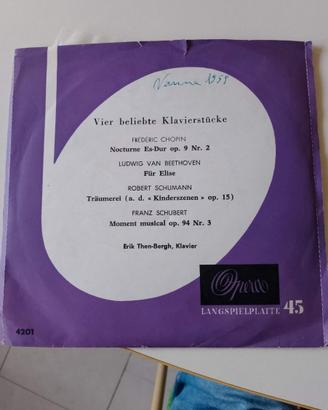 Vier beliebte Klavierstücke
FREDERIC CHOPIN
Nocturne Es-Dur op. 9 Nr. 2
LUDWIG VAN BEETHOVEN
Für Elise
ROBERT SCHUMANN
Träumerei (a. d. « Kinderszenen » op. 15)
FRANZ SCHUBERT
Moment musical op. 94 Nr. 3
Erik Then-Bergh, Klavier
Opera
LANGSPIELPLATTE 45
4201